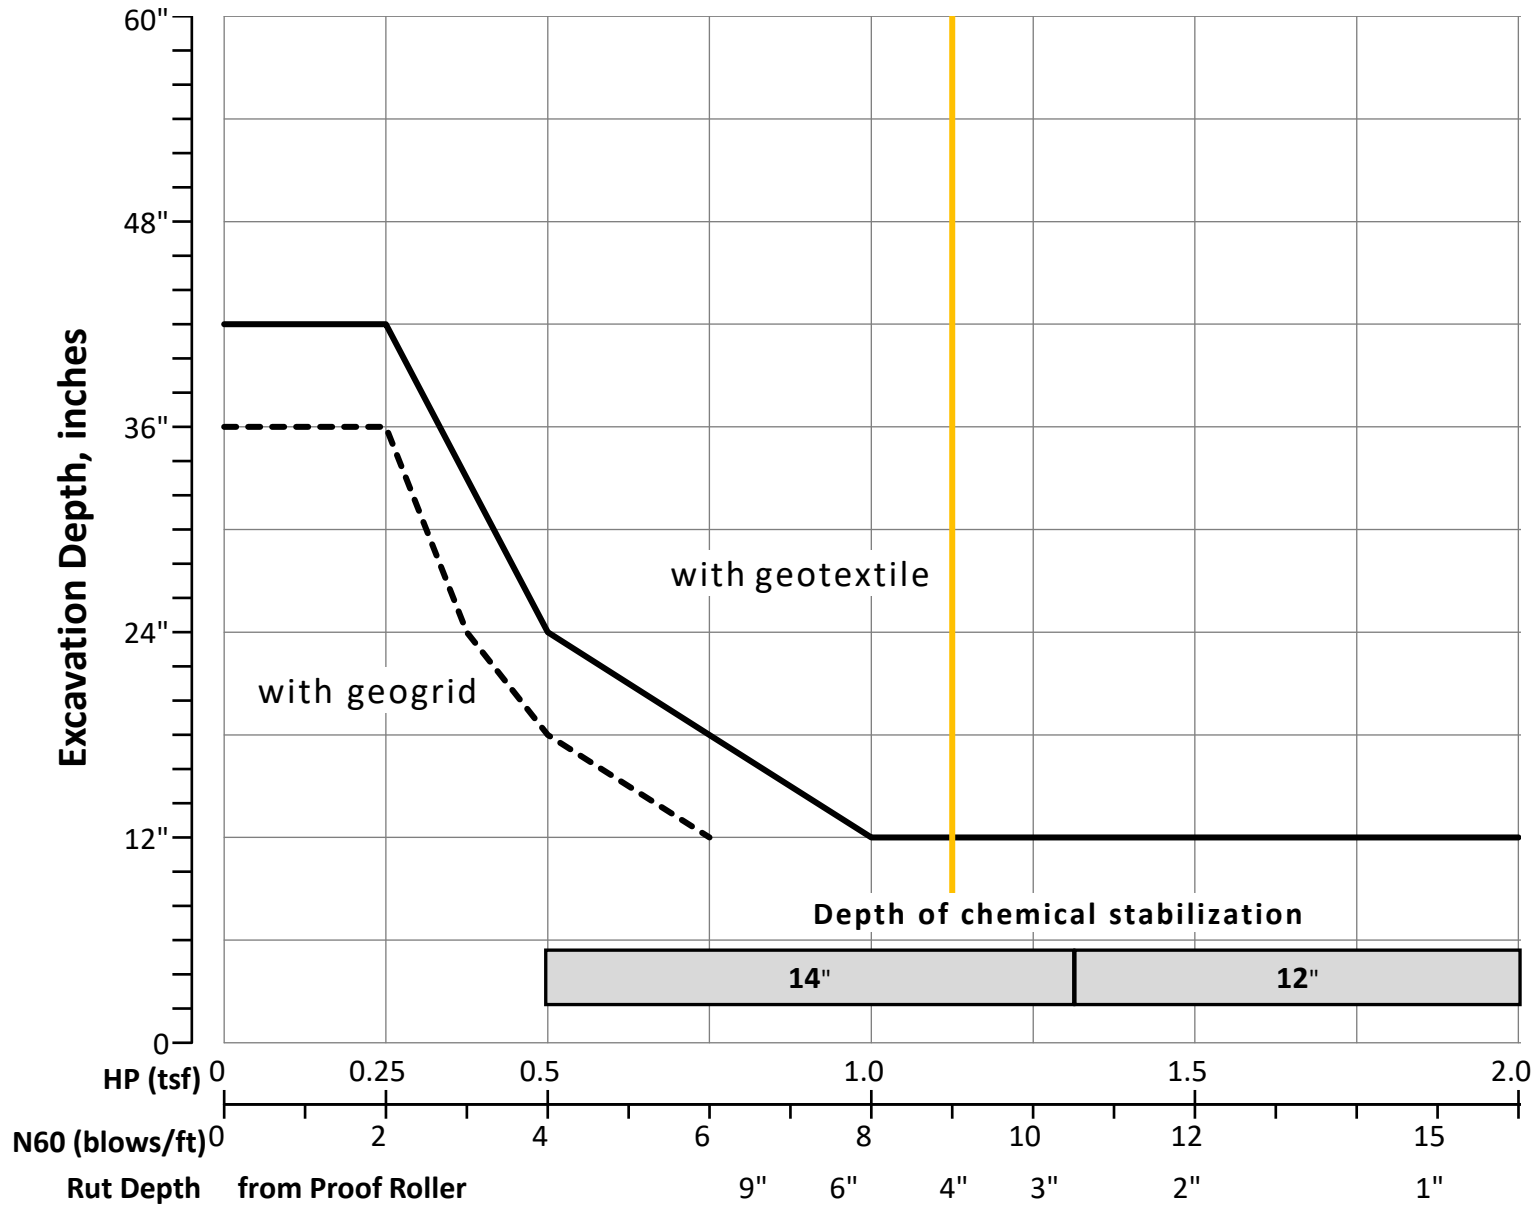 60"
48"
36"
24"
12"
0
Excavation Depth, inches
with geotextile
with geogrid
Depth of chemical stabilization
14" 12"
HP (tsf) 0 0.25 0.5 1.0 1.5 2.0
N60 (blows/ft) 0 2 4 6 8 10 12 15
Rut Depth from Proof Roller 9" 6" 4" 3" 2" 1"